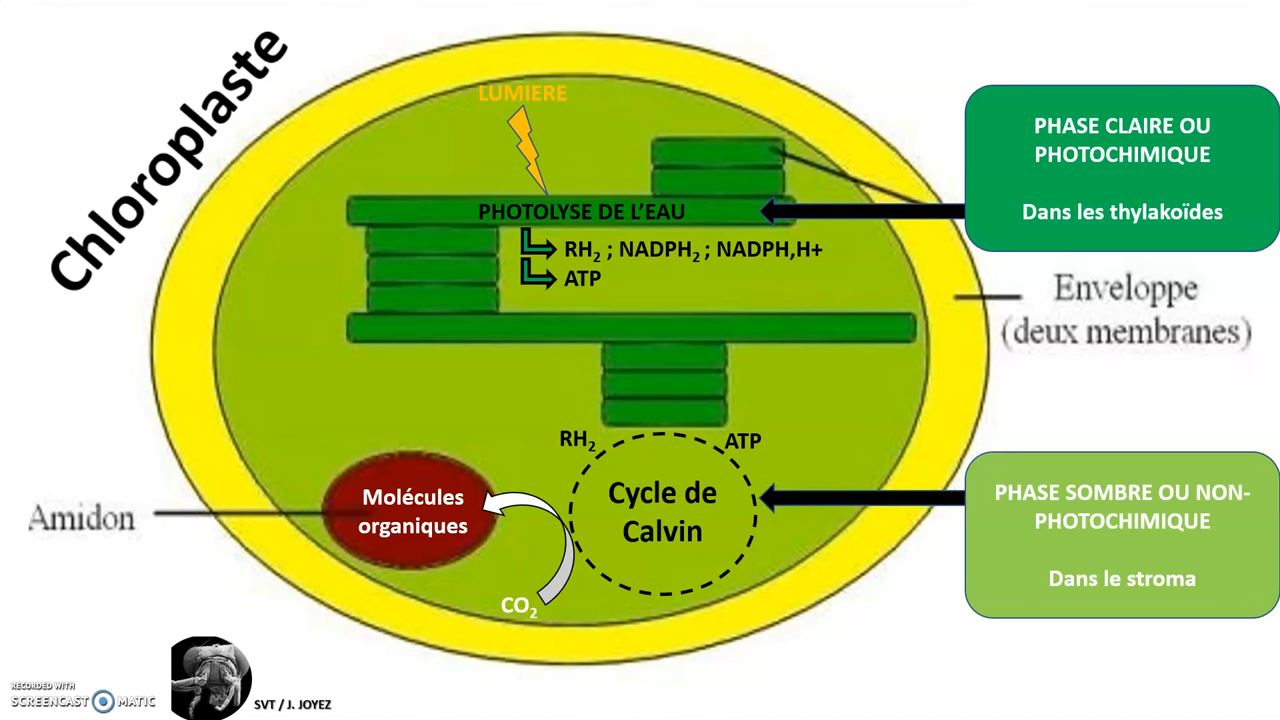 Chloroplaste
LUMIERE
PHOTOLYSE DE L'EAU
RH₂ ; NADPH₂ ; NADPH,H+
ATP
PHASE CLAIRE OU
PHOTOCHIMIQUE
Dans les thylakoïdes
Enveloppe
(deux membranes)
RH₂
ATP
Cycle de
Calvin
PHASE SOMBRE OU NON-
PHOTOCHIMIQUE
Dans le stroma
Molécules
organiques
Amidon
CO₂
RECORDED WITH
SCREENCAST MATIC
SVT / J. JOYEZ